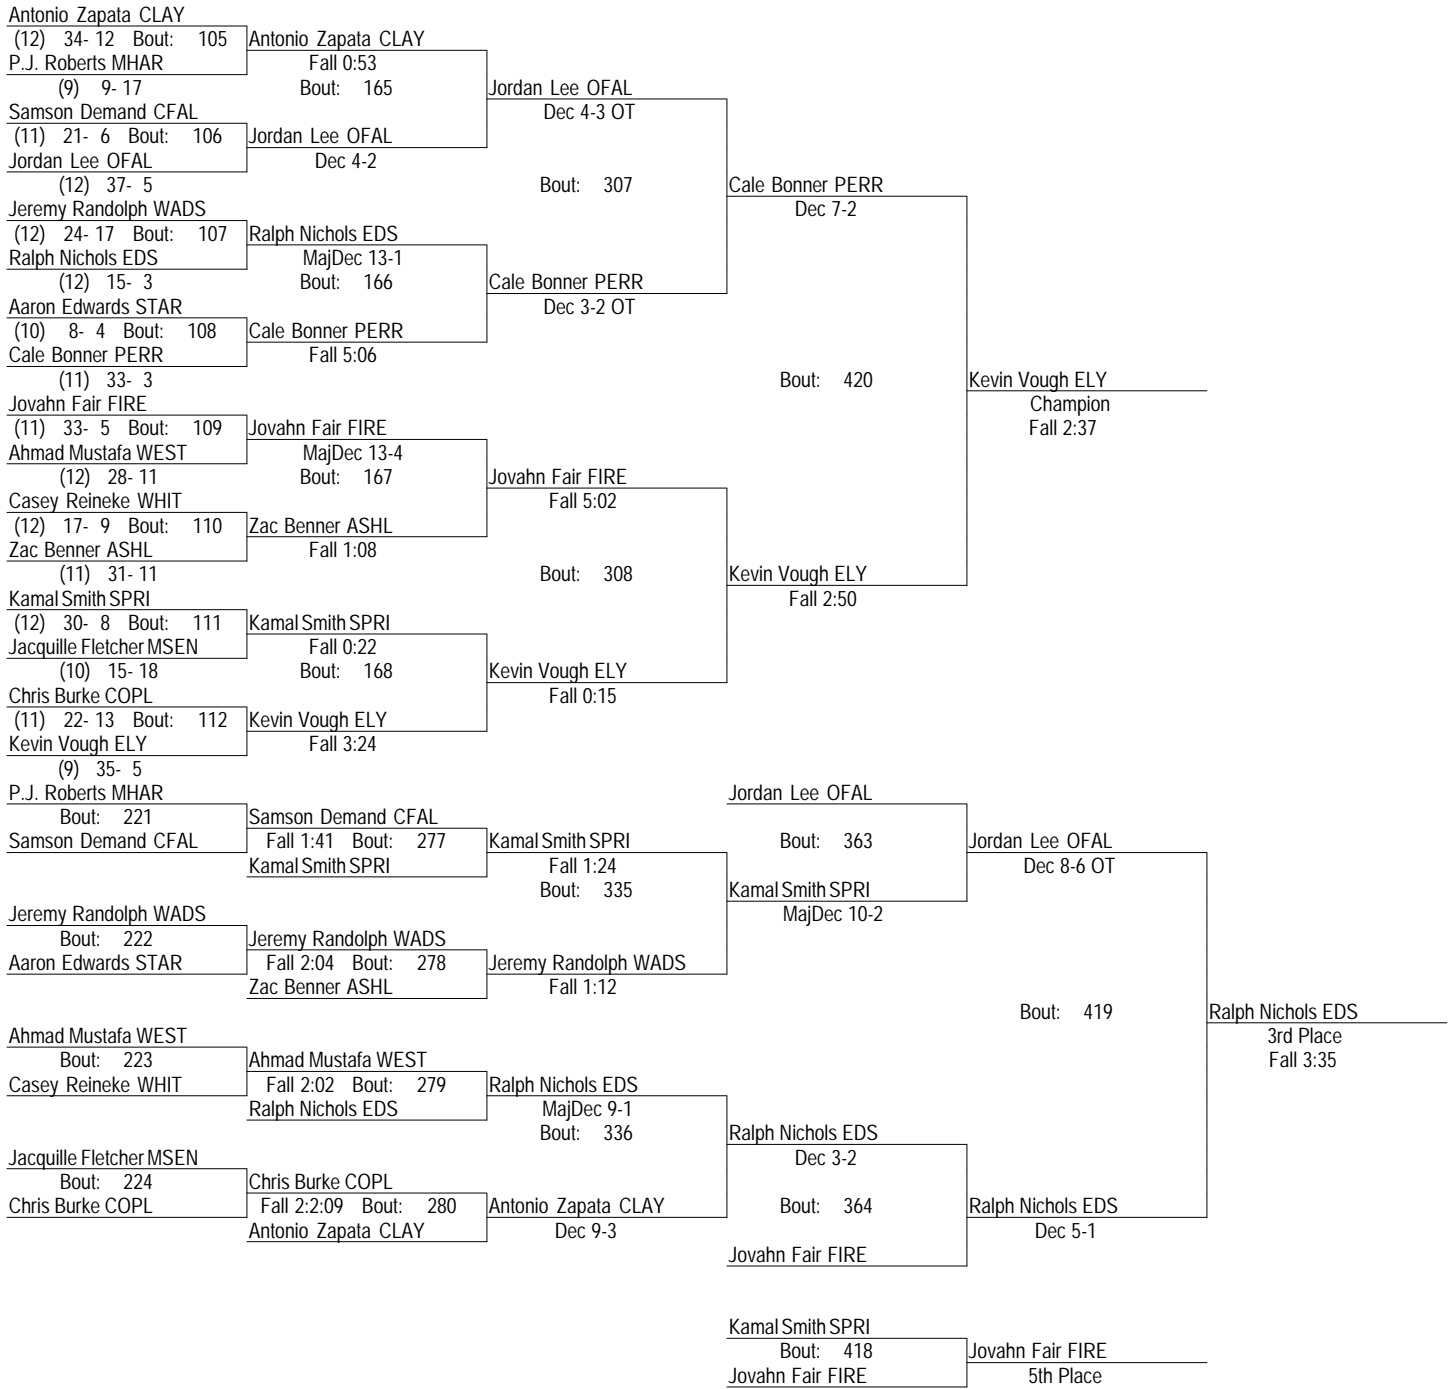 Antonio Zapata CLAY
(12) 34- 12 Bout: 105 Antonio Zapata CLAY
P.J. Roberts MHAR Fall 0:53
(9) 9- 17 Bout: 165 Jordan Lee OFAL
Samson Demand CFAL Dec 4-3 OT
(11) 21- 6 Bout: 106 Jordan Lee OFAL
Jordan Lee OFAL Dec 4-2
(12) 37- 5 Bout: 307 Cale Bonner PERR
Jeremy Randolph WADS Dec 7-2
(12) 24- 17 Bout: 107 Ralph Nichols EDS
Ralph Nichols EDS MajDec 13-1
(12) 15- 3 Bout: 166 Cale Bonner PERR
Aaron Edwards STAR Dec 3-2 OT
(10) 8- 4 Bout: 108 Cale Bonner PERR
Cale Bonner PERR Fall 5:06
(11) 33- 3 Bout: 420 Kevin Vough ELY
Jovahn Fair FIRE Champion
(11) 33- 5 Bout: 109 Jovahn Fair FIRE Fall 2:37
Ahmad Mustafa WEST MajDec 13-4
(12) 28- 11 Bout: 167 Jovahn Fair FIRE
Casey Reineke WHIT Fall 5:02
(12) 17- 9 Bout: 110 Zac Benner ASHL
Zac Benner ASHL Fall 1:08
(11) 31- 11 Bout: 308 Kevin Vough ELY
Kamal Smith SPRI Fall 2:50
(12) 30- 8 Bout: 111 Kamal Smith SPRI
Jacquille Fletcher MSEN Fall 0:22
(10) 15- 18 Bout: 168 Kevin Vough ELY
Chris Burke COPL Fall 0:15
(11) 22- 13 Bout: 112 Kevin Vough ELY
Kevin Vough ELY Fall 3:24
(9) 35- 5
P.J. Roberts MHAR Jordan Lee OFAL
Bout: 221 Samson Demand CFAL
Samson Demand CFAL Fall 1:41 Bout: 277 Kamal Smith SPRI Bout: 363 Jordan Lee OFAL
Kamal Smith SPRI Fall 1:24 Dec 8-6 OT
Bout: 335 Kamal Smith SPRI
Jeremy Randolph WADS MajDec 10-2
Bout: 222 Jeremy Randolph WADS
Aaron Edwards STAR Fall 2:04 Bout: 278 Jeremy Randolph WADS
Zac Benner ASHL Fall 1:12
Bout: 419 Ralph Nichols EDS
Ahmad Mustafa WEST 3rd Place
Bout: 223 Ahmad Mustafa WEST Fall 3:35
Casey Reineke WHIT Fall 2:02 Bout: 279 Ralph Nichols EDS
Ralph Nichols EDS MajDec 9-1
Bout: 336 Ralph Nichols EDS
Jacquille Fletcher MSEN Dec 3-2
Bout: 224 Chris Burke COPL
Chris Burke COPL Fall 2:2:09 Bout: 280 Antonio Zapata CLAY Bout: 364 Ralph Nichols EDS
Antonio Zapata CLAY Dec 9-3 Dec 5-1
Jovahn Fair FIRE
Kamal Smith SPRI
Bout: 418 Jovahn Fair FIRE
Jovahn Fair FIRE 5th Place